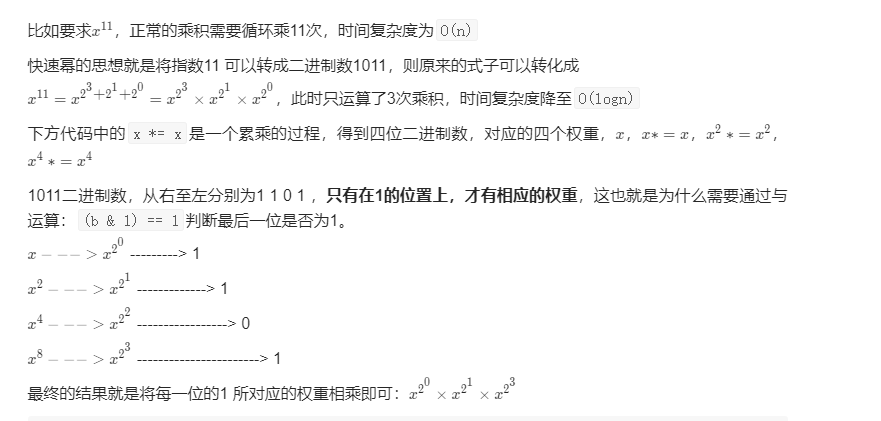 比如要求x^11，正常的乘积需要循环乘11次，时间复杂度为 O(n)
快速幂的思想就是将指数11 可以转成二进制数1011，则原来的式子可以转化成
x^11 = x^(2^3+2^1+2^0) = x^(2^3) × x^(2^1) × x^(2^0)，此时只运算了3次乘积，时间复杂度降至 O(logn)
下方代码中的 x *= x 是一个累乘的过程，得到四位二进制数，对应的四个权重，x，x* = x，x^2 * = x^2，
x^4 * = x^4
1011二进制数，从右至左分别为1 1 0 1 ，只有在1的位置上，才有相应的权重，这也就是为什么需要通过与
运算： (b & 1) == 1 判断最后一位是否为1。
x − −− > x^(2^0) ---------> 1
x^2 − −− > x^(2^1) -------------> 1
x^4 − −− > x^(2^2) -----------------> 0
x^8 − −− > x^(2^3) -----------------------> 1
最终的结果就是将每一位的1 所对应的权重相乘即可：x^(2^0) × x^(2^1) × x^(2^3)